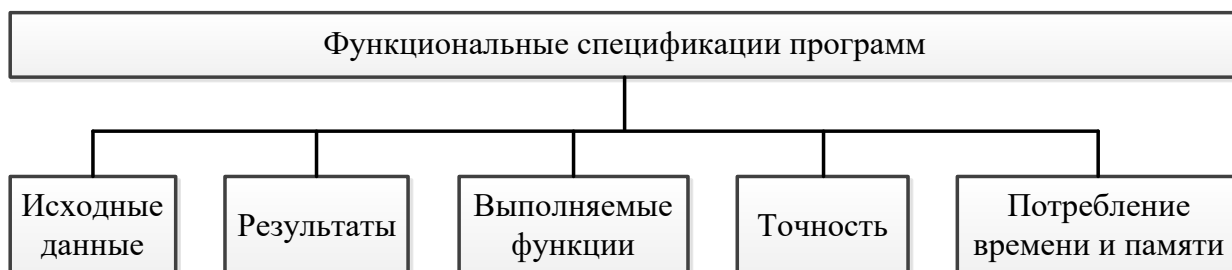 Функциональные спецификации программ
Исходные
данные
Результаты
Выполняемые
функции
Точность
Потребление
времени и памяти